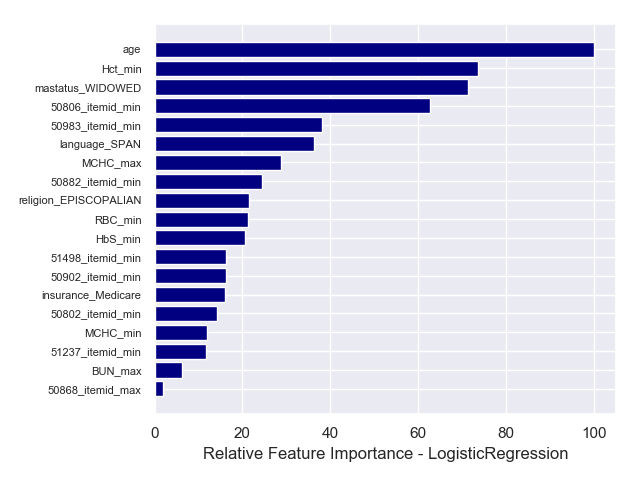 age
Hct_min
mastatus_WIDOWED
50806_itemid_min
50983_itemid_min
language_SPAN
MCHC_max
50882_itemid_min
religion_EPISCOPALIAN
RBC_min
HbS_min
51498_itemid_min
50902_itemid_min
insurance_Medicare
50802_itemid_min
MCHC_min
51237_itemid_min
BUN_max
50868_itemid_max
0 20 40 60 80 100
Relative Feature Importance - LogisticRegression